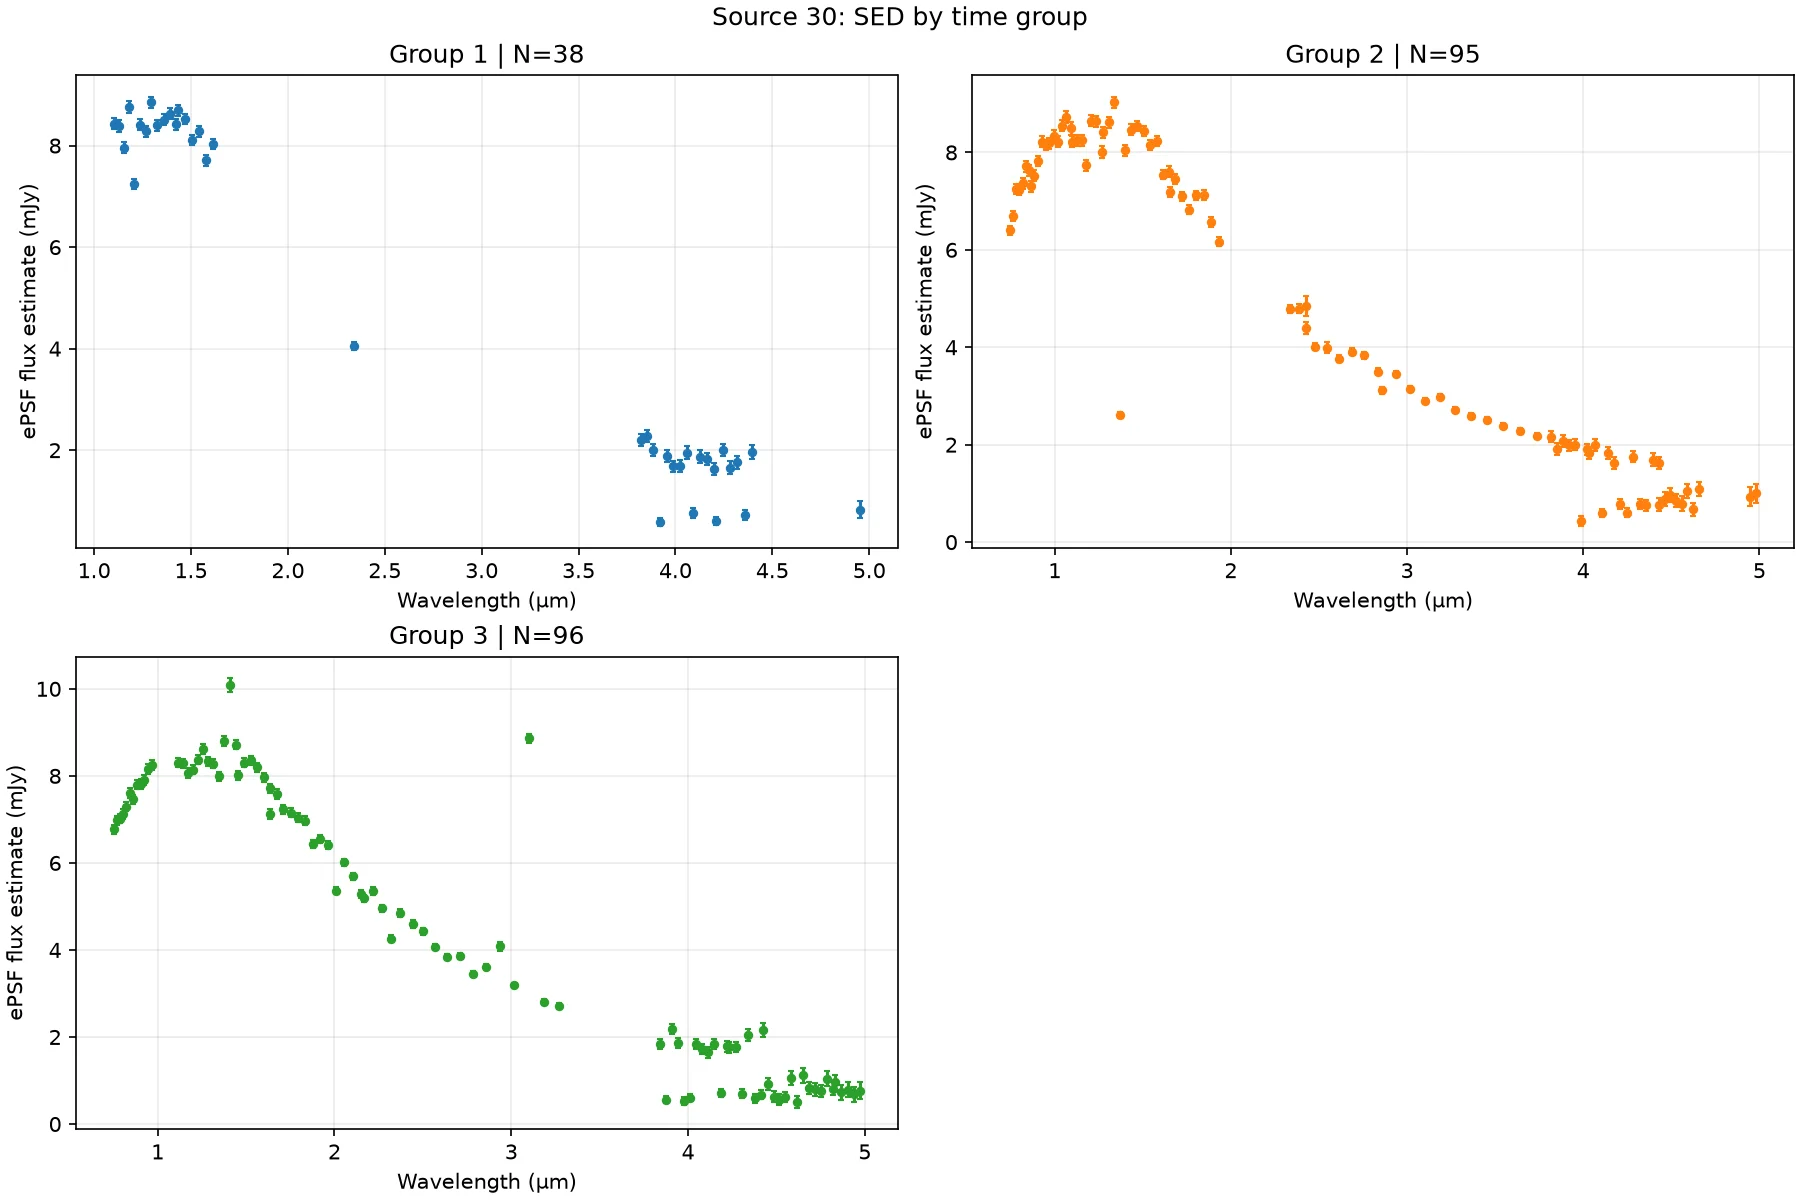 Source 30: SED by time group
Group 1 | N=38
ePSF flux estimate (mJy)
8
6
4
2
1.0 1.5 2.0 2.5 3.0 3.5 4.0 4.5 5.0
Wavelength (μm)
Group 2 | N=95
ePSF flux estimate (mJy)
8
6
4
2
0
1 2 3 4 5
Wavelength (μm)
Group 3 | N=96
ePSF flux estimate (mJy)
10
8
6
4
2
0
1 2 3 4 5
Wavelength (μm)